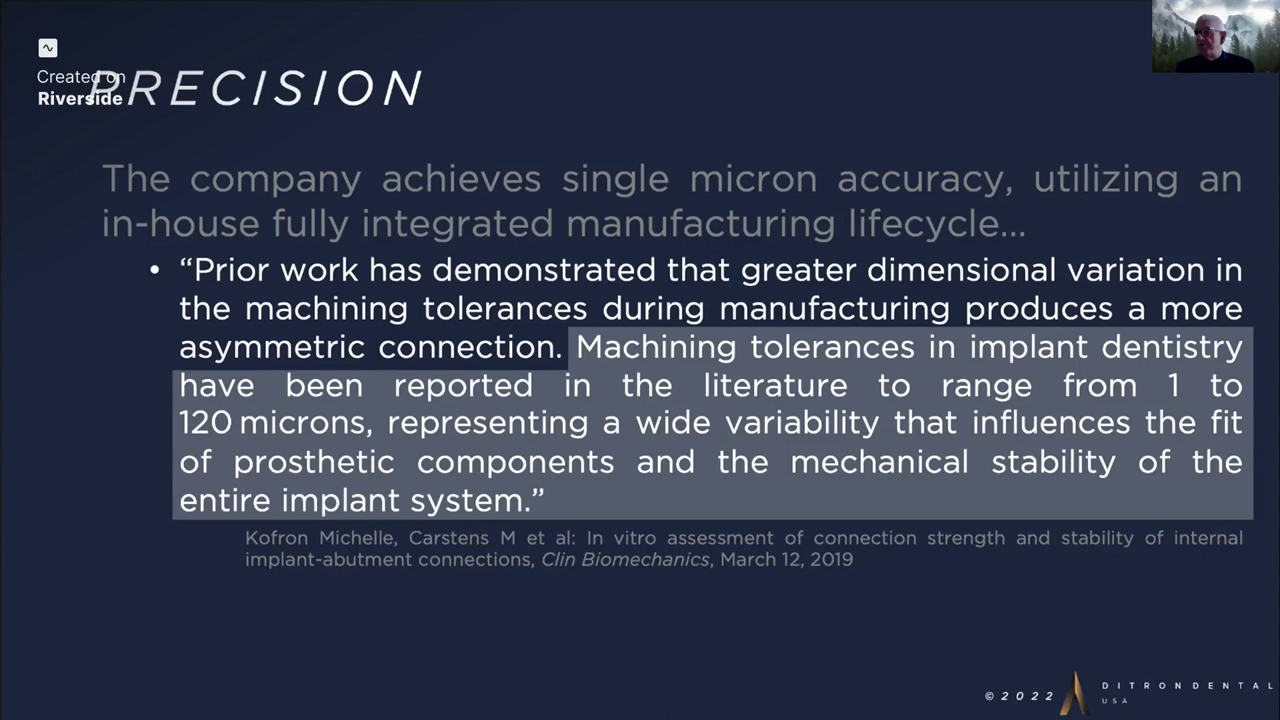 Created on
Riverside
PRECISION
The company achieves single micron accuracy, utilizing an
in-house fully integrated manufacturing lifecycle...
• “Prior work has demonstrated that greater dimensional variation in
the machining tolerances during manufacturing produces a more
asymmetric connection. Machining tolerances in implant dentistry
have been reported in the literature to range from 1 to
120 microns, representing a wide variability that influences the fit
of prosthetic components and the mechanical stability of the
entire implant system.”
Kofron Michelle, Carstens M et al: In vitro assessment of connection strength and stability of internal
implant-abutment connections, Clin Biomechanics, March 12, 2019
©2022
DITRONDENTAL
USA